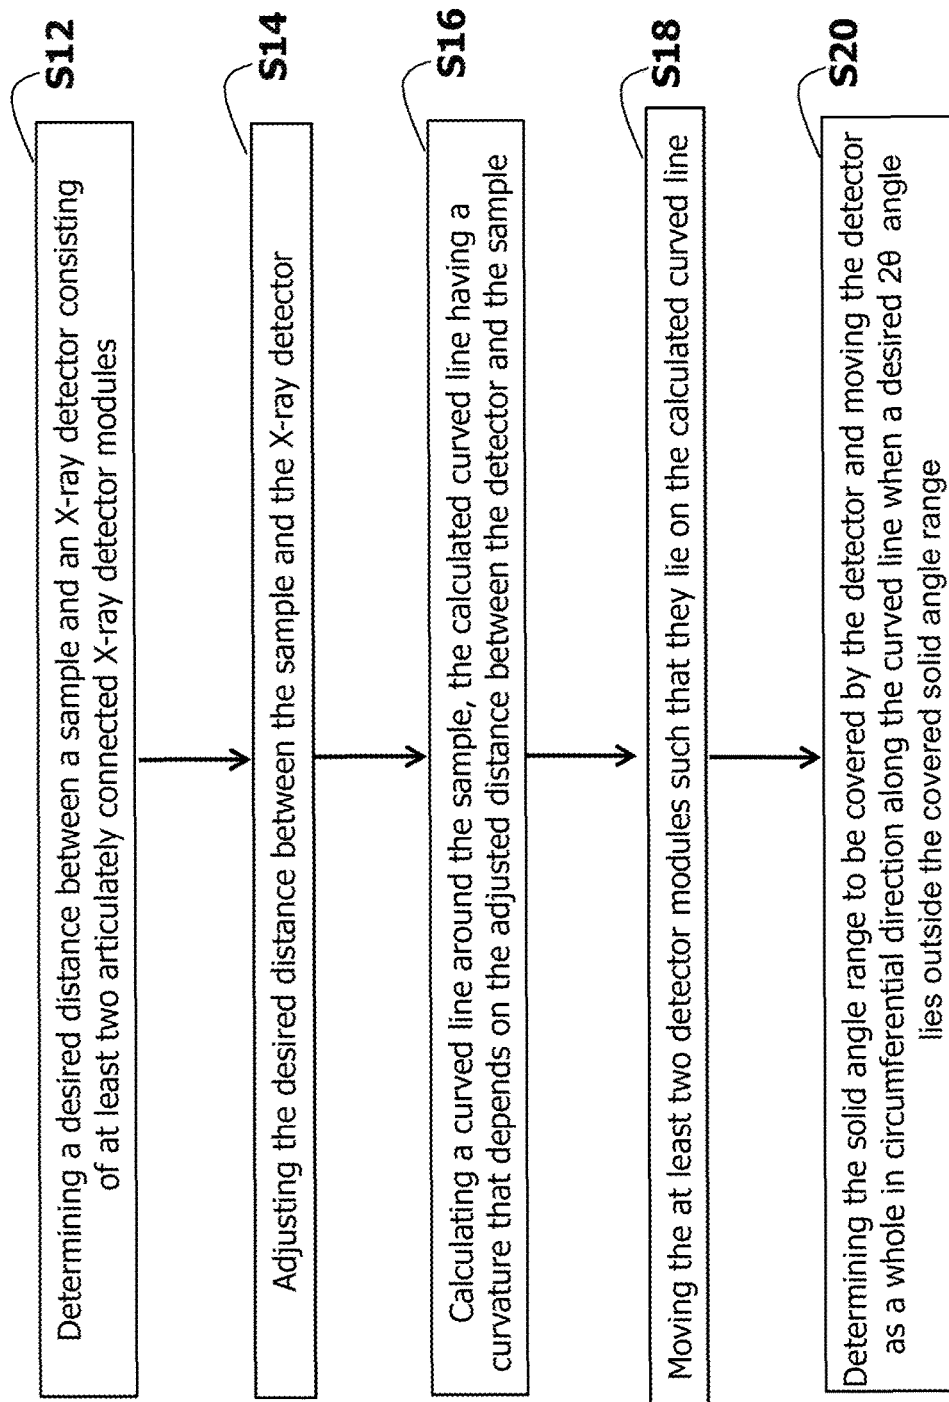 S12
Determining a desired distance between a sample and an X-ray detector consisting
of at least two articulately connected X-ray detector modules
S14
Adjusting the desired distance between the sample and the X-ray detector
S16
Calculating a curved line around the sample, the calculated curved line having a
curvature that depends on the adjusted distance between the detector and the sample
S18
Moving the at least two detector modules such that they lie on the calculated curved line
S20
Determining the solid angle range to be covered by the detector and moving the detector
as a whole in circumferential direction along the curved line when a desired 2θ angle
lies outside the covered solid angle range